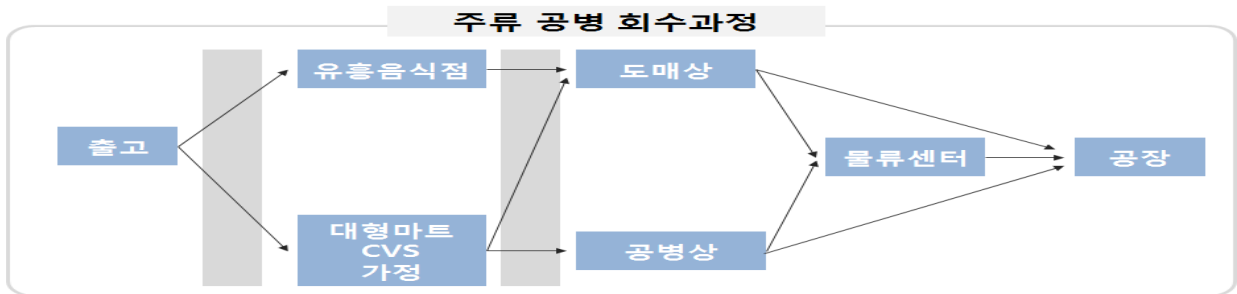 주류 공병 회수과정
유흥음식점
도매상
출고
물류센터
공장
대형마트
CVS
가정
공병상